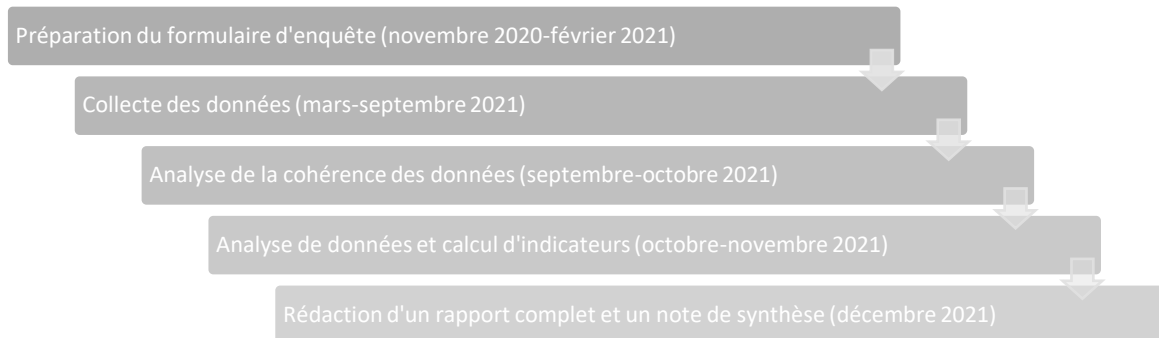 Préparation du formulaire d'enquête (novembre 2020-février 2021)
Collecte des données (mars-septembre 2021)
Analyse de la cohérence des données (septembre-octobre 2021)
Analyse de données et calcul d'indicateurs (octobre-novembre 2021)
Rédaction d'un rapport complet et un note de synthèse (décembre 2021)